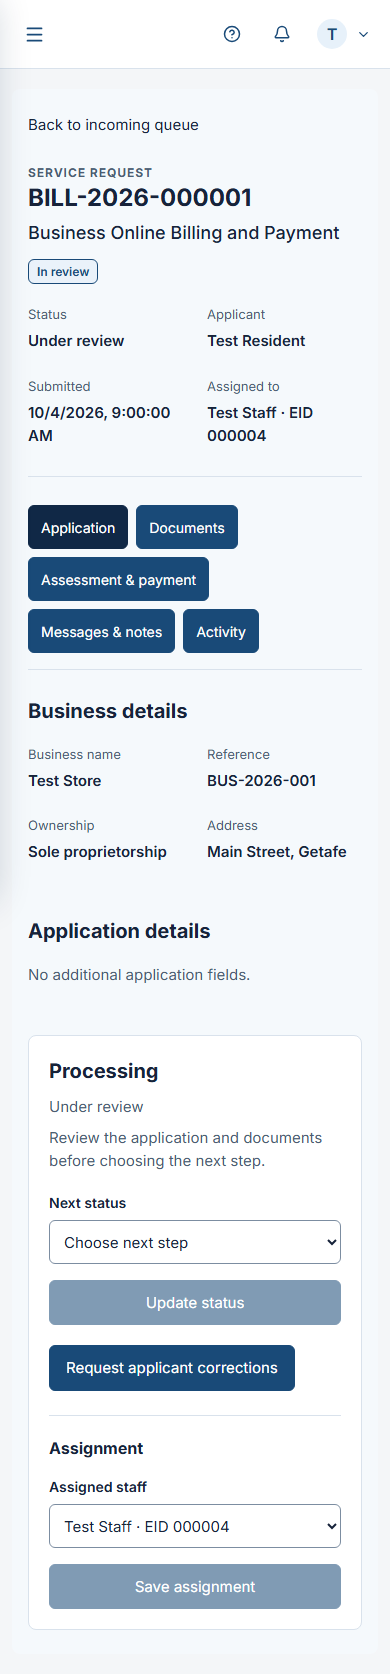 T
Back to incoming queue
SERVICE REQUEST
BILL-2026-000001
Business Online Billing and Payment
In review
Status
Under review
Applicant
Test Resident
Submitted
10/4/2026, 9:00:00
AM
Assigned to
Test Staff · EID
000004
Application
Documents
Assessment & payment
Messages & notes
Activity
Business details
Business name
Test Store
Reference
BUS-2026-001
Ownership
Sole proprietorship
Address
Main Street, Getafe
Application details
No additional application fields.
Processing
Under review
Review the application and documents
before choosing the next step.
Next status
Choose next step
Update status
Request applicant corrections
Assignment
Assigned staff
Test Staff · EID 000004
Save assignment